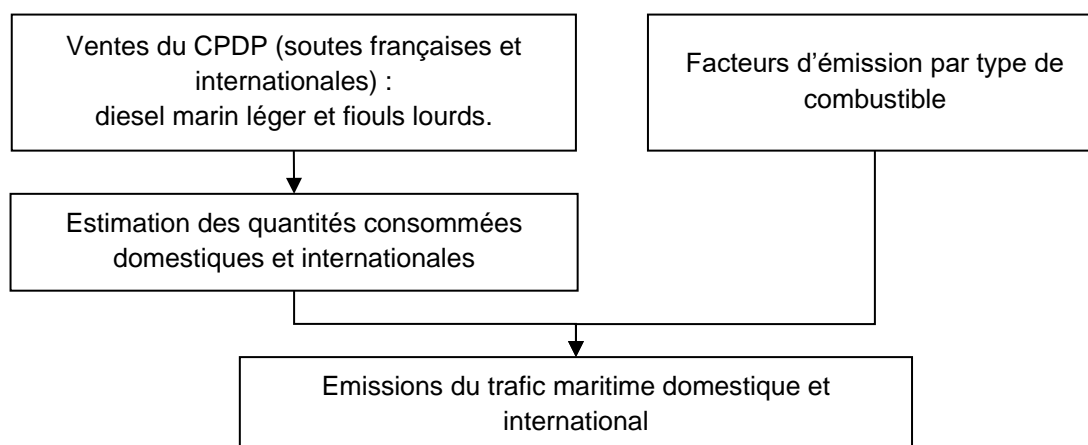 Ventes du CPDP (soutes françaises et
internationales) :
diesel marin léger et fiouls lourds.
Facteurs d'émission par type de
combustible
Estimation des quantités consommées
domestiques et internationales
Emissions du trafic maritime domestique et
international